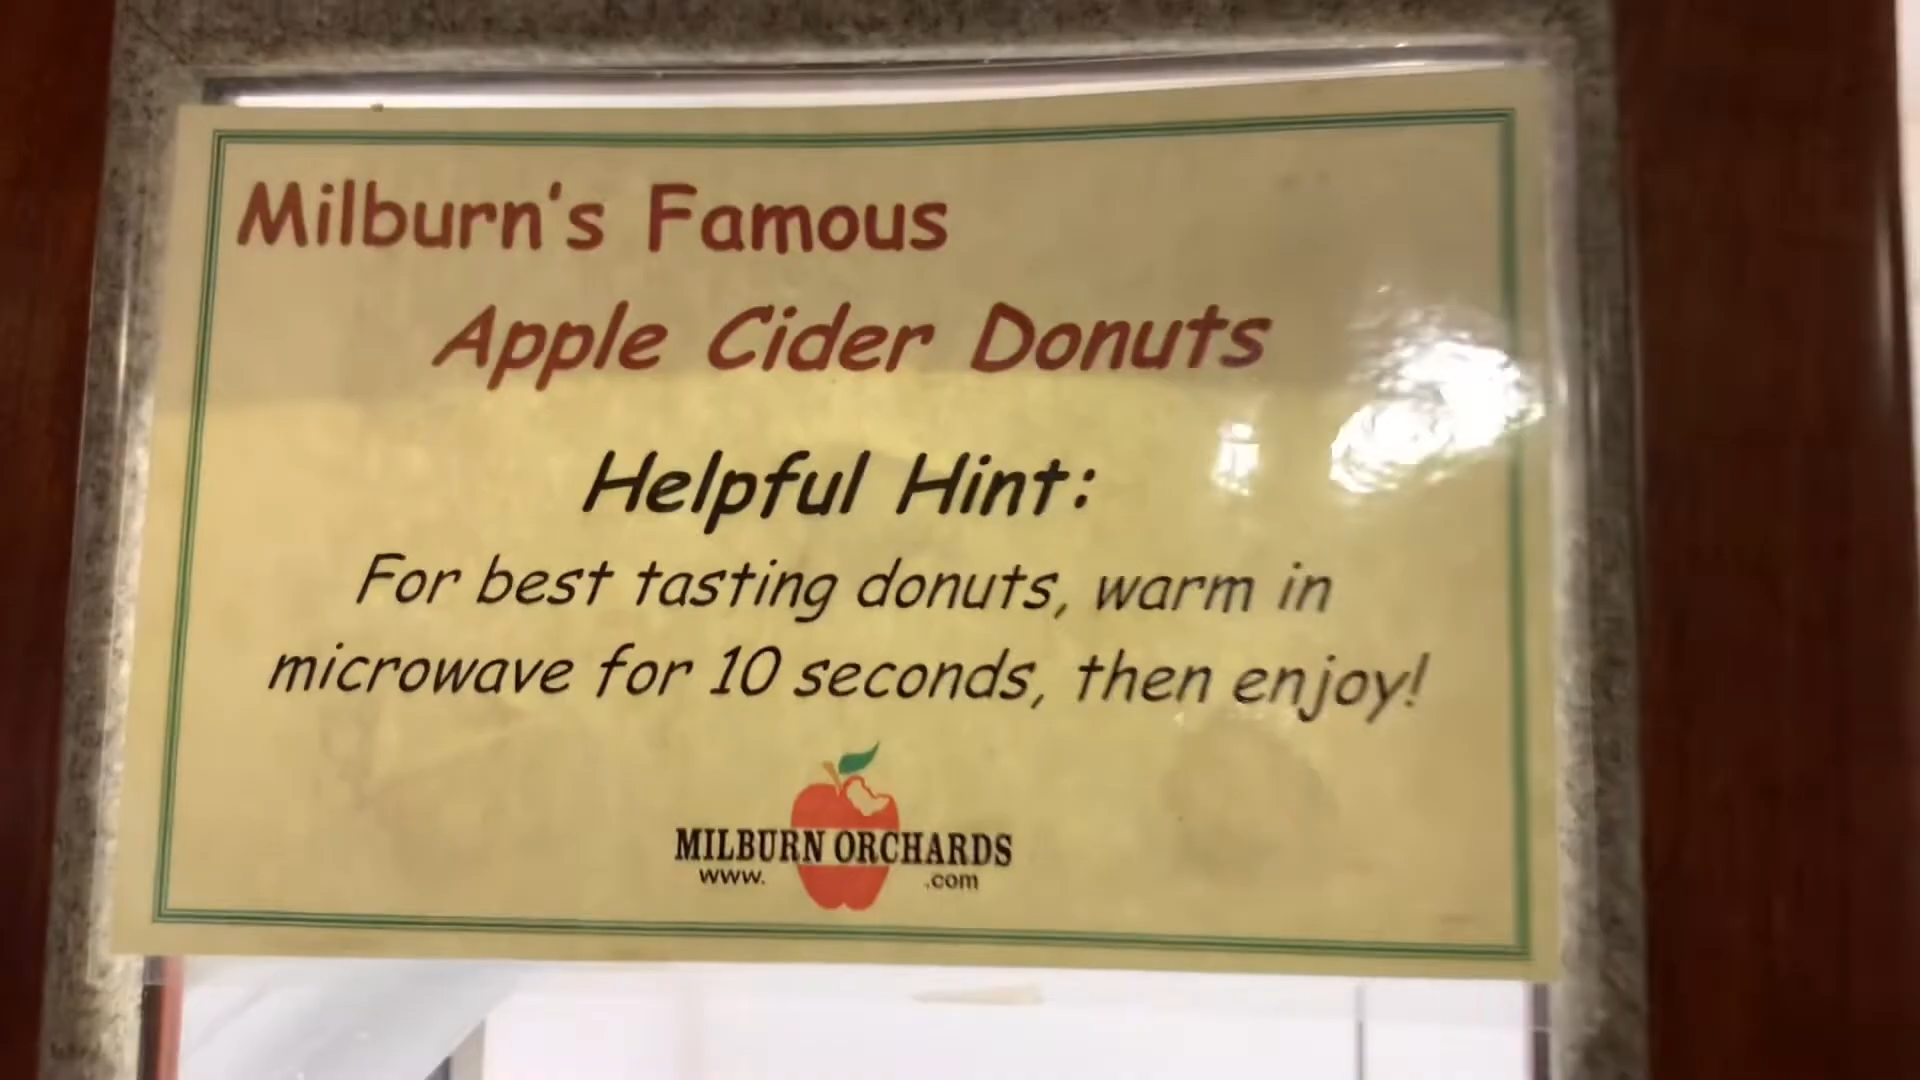 Milburn's Famous
Apple Cider Donuts
Helpful Hint:
For best tasting donuts, warm in
microwave for 10 seconds, then enjoy!
MILBURN ORCHARDS
www. .com